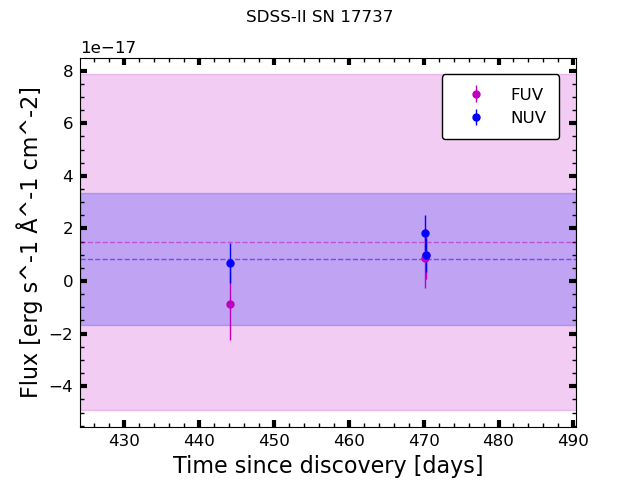 SDSS-II SN 17737
1e−17
FUV
NUV
8
6
4
2
0
−2
−4
Flux [erg s^-1 Å^-1 cm^-2]
430 440 450 460 470 480 490
Time since discovery [days]